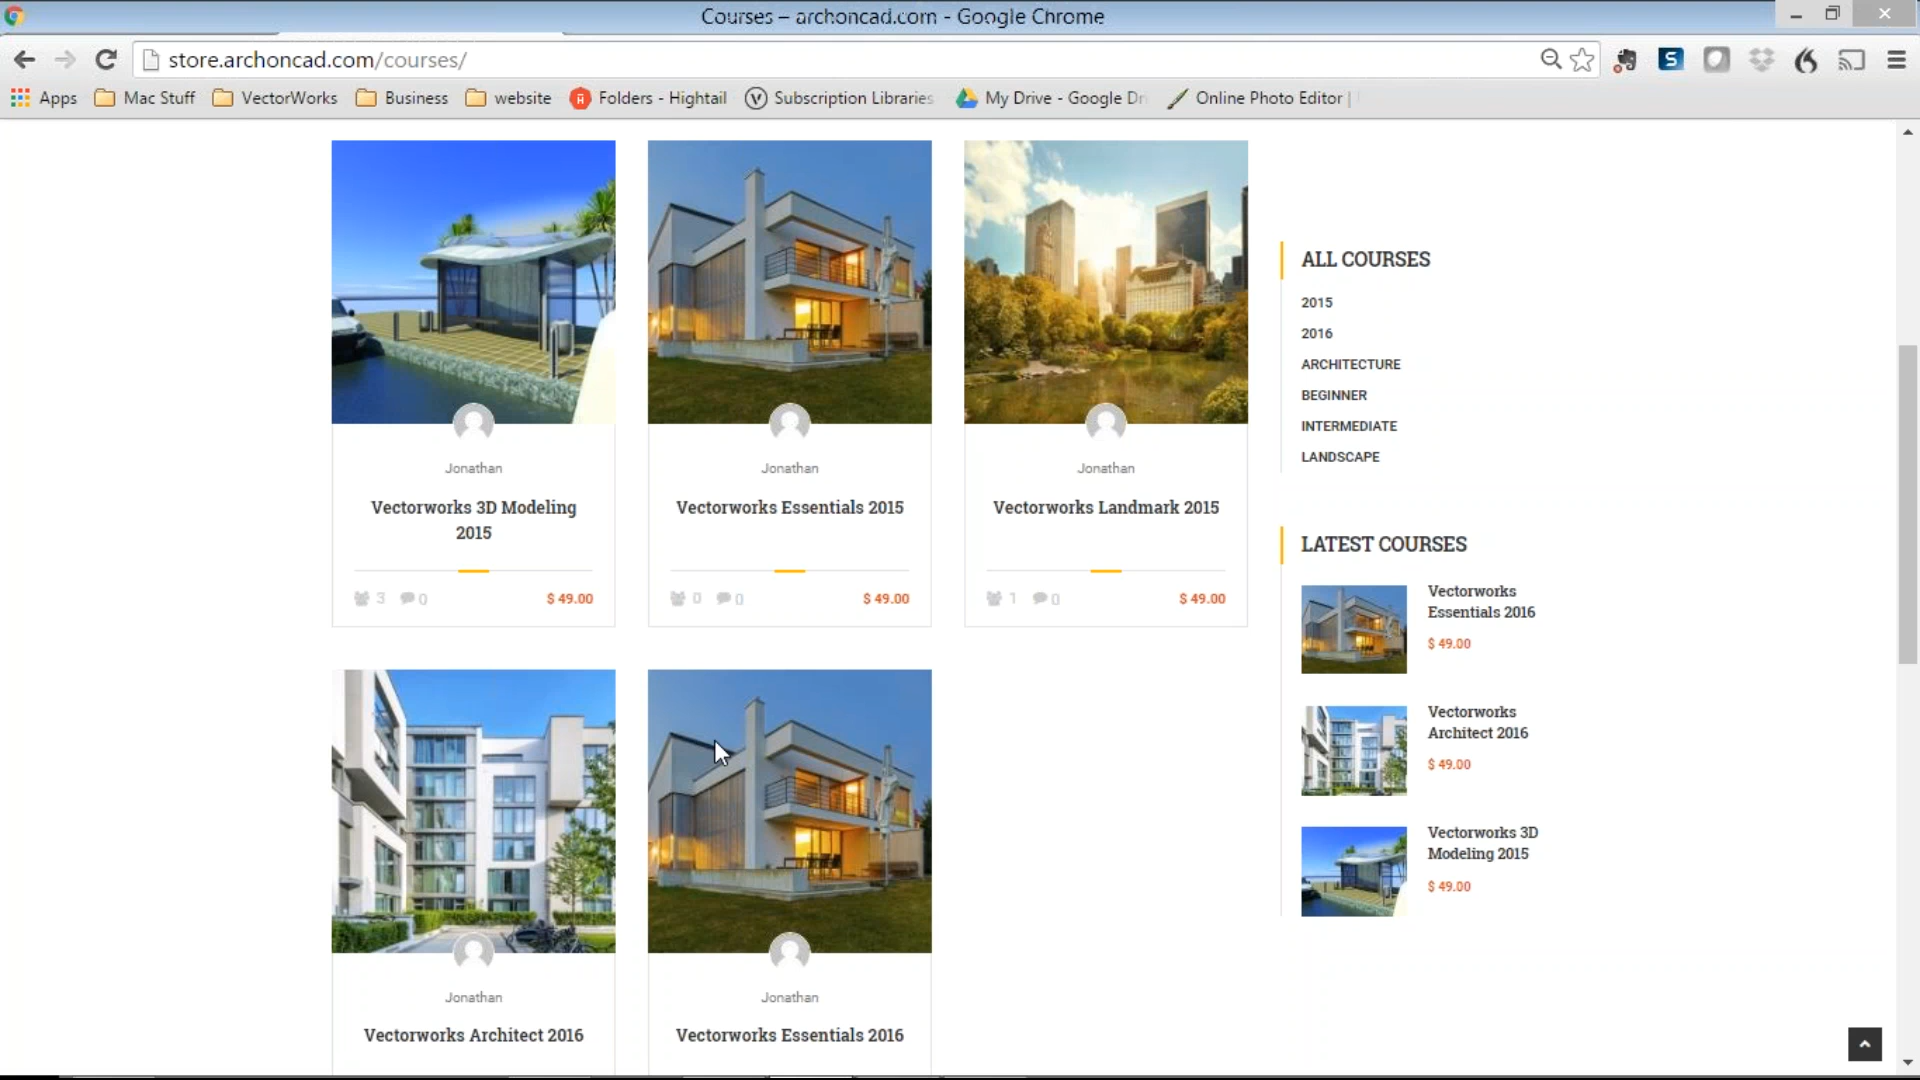 Courses – archoncad.com - Google Chrome
store.archoncad.com/courses/
Apps Mac Stuff VectorWorks Business website Folders - Hightail Subscription Libraries My Drive - Google Dri Online Photo Editor |
Jonathan
Vectorworks 3D Modeling
2015
3 0 $ 49.00
Jonathan
Vectorworks Essentials 2015
0 0 $ 49.00
Jonathan
Vectorworks Landmark 2015
1 0 $ 49.00
Jonathan
Vectorworks Architect 2016
Jonathan
Vectorworks Essentials 2016
ALL COURSES
2015
2016
ARCHITECTURE
BEGINNER
INTERMEDIATE
LANDSCAPE
LATEST COURSES
Vectorworks
Essentials 2016
$ 49.00
Vectorworks
Architect 2016
$ 49.00
Vectorworks 3D
Modeling 2015
$ 49.00